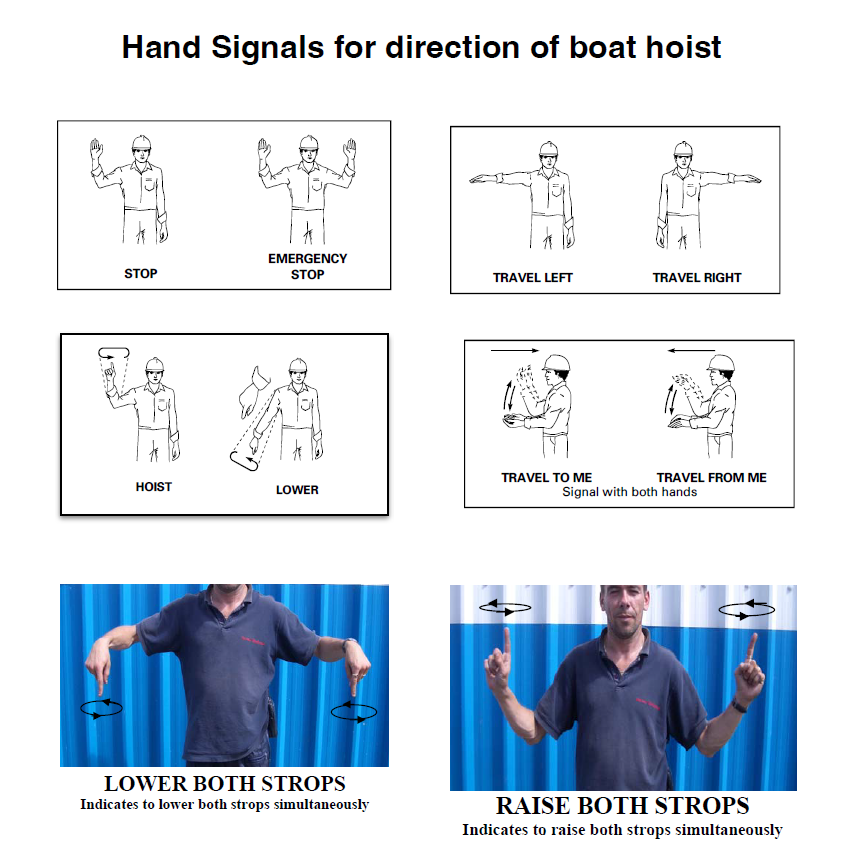 Hand Signals for direction of boat hoist
STOP
EMERGENCY
STOP
TRAVEL LEFT
TRAVEL RIGHT
HOIST
LOWER
TRAVEL TO ME
TRAVEL FROM ME
Signal with both hands
LOWER BOTH STROPS
Indicates to lower both strops simultaneously
RAISE BOTH STROPS
Indicates to raise both strops simultaneously